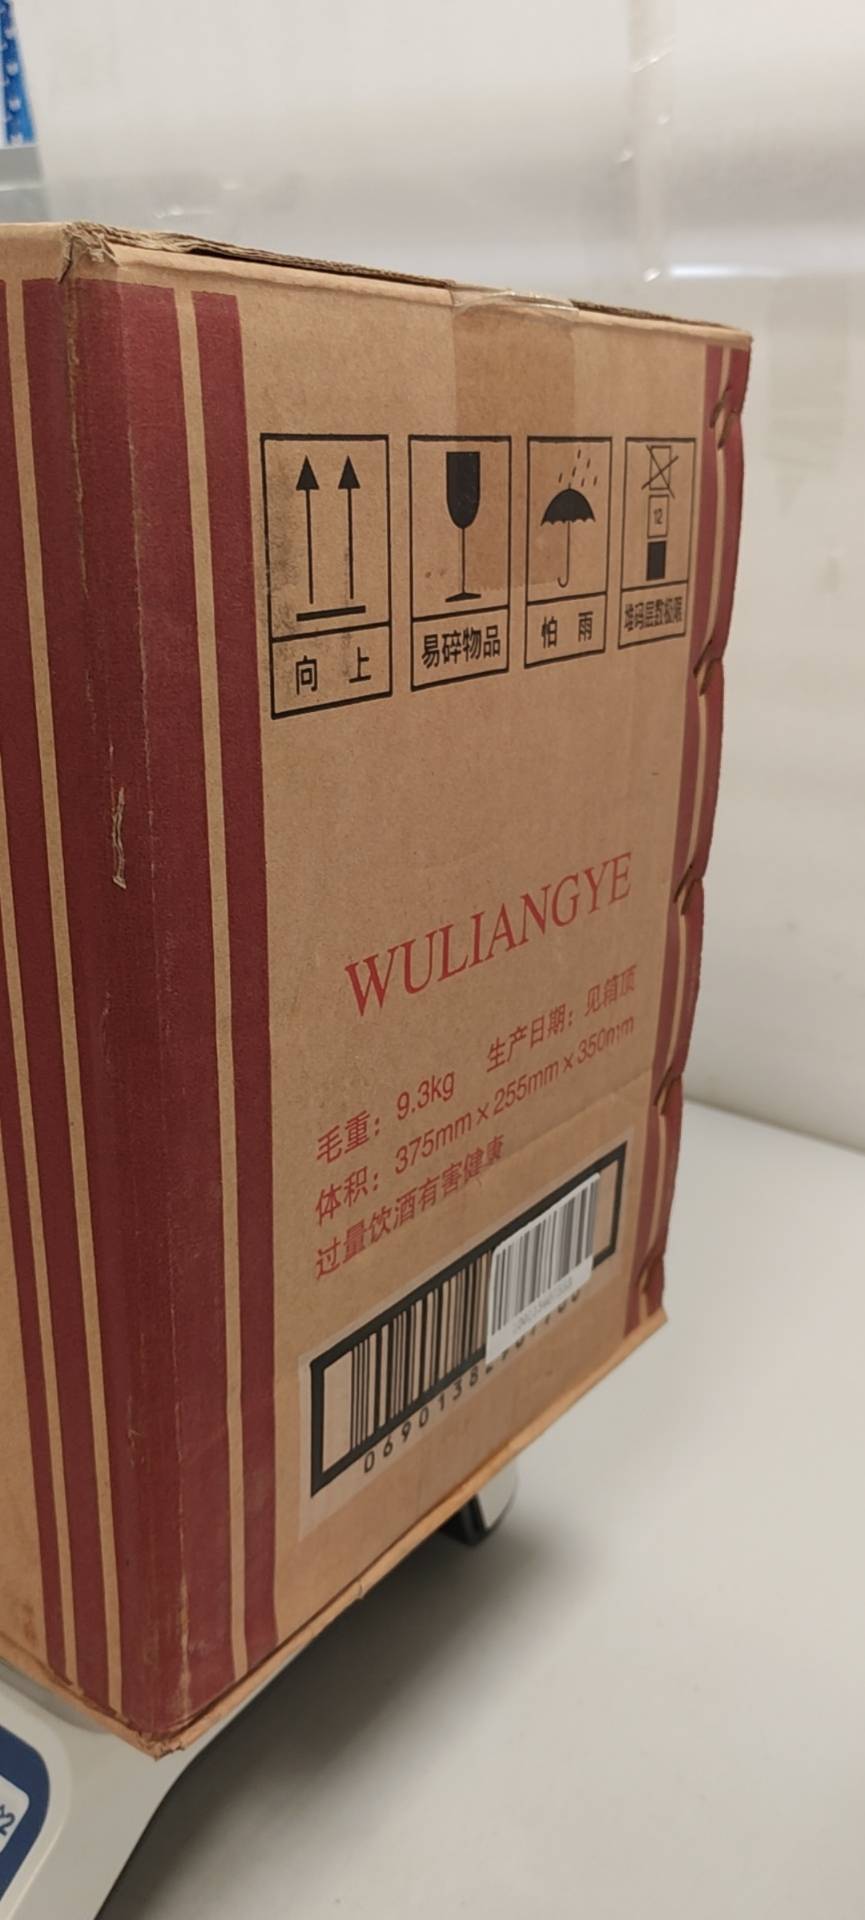 向 上
易碎物品
怕 雨
12
堆码层数极限
WULIANGYE
毛重：9.3kg 生产日期：见箱顶
体积：375mm×255mm×350mm
过量饮酒有害健康
0690138